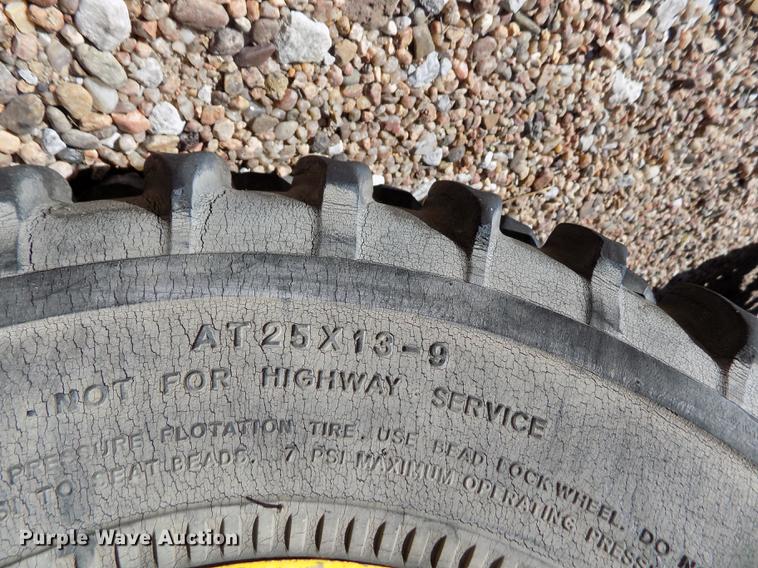 AT25X13-9
NOT FOR HIGHWAY SERVICE
PRESSURE FLOTATION TIRE. USE BEAD LOCK WHEEL. DO N
TO SEAT BEADS. 7 PSI MAXIMUM OPERATING PRESS
Purple Wave Auction